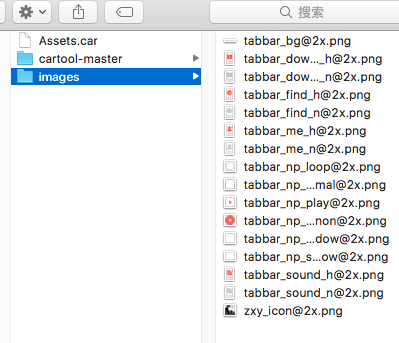 搜索
Assets.car
cartool-master
images
tabbar_bg@2x.png
tabbar_dow..._h@2x.png
tabbar_dow..._n@2x.png
tabbar_find_h@2x.png
tabbar_find_n@2x.png
tabbar_me_h@2x.png
tabbar_me_n@2x.png
tabbar_np_loop@2x.png
tabbar_np_...mal@2x.png
tabbar_np_play@2x.png
tabbar_np_...non@2x.png
tabbar_np_...dow@2x.png
tabbar_np_s...ow@2x.png
tabbar_sound_h@2x.png
tabbar_sound_n@2x.png
zxy_icon@2x.png